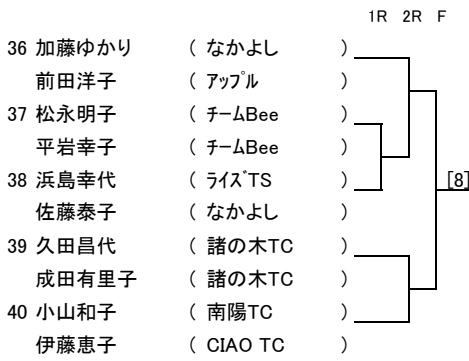 1R 2R F
36 加藤ゆかり ( なかよし )
前田洋子 ( アップル )
37 松永明子 ( チームBee )
平岩幸子 ( チームBee )
38 浜島幸代 ( ライズTS )
[8]
佐藤泰子 ( なかよし )
39 久田昌代 ( 諸の木TC )
成田有里子 ( 諸の木TC )
40 小山和子 ( 南陽TC )
伊藤恵子 ( CIAO TC )